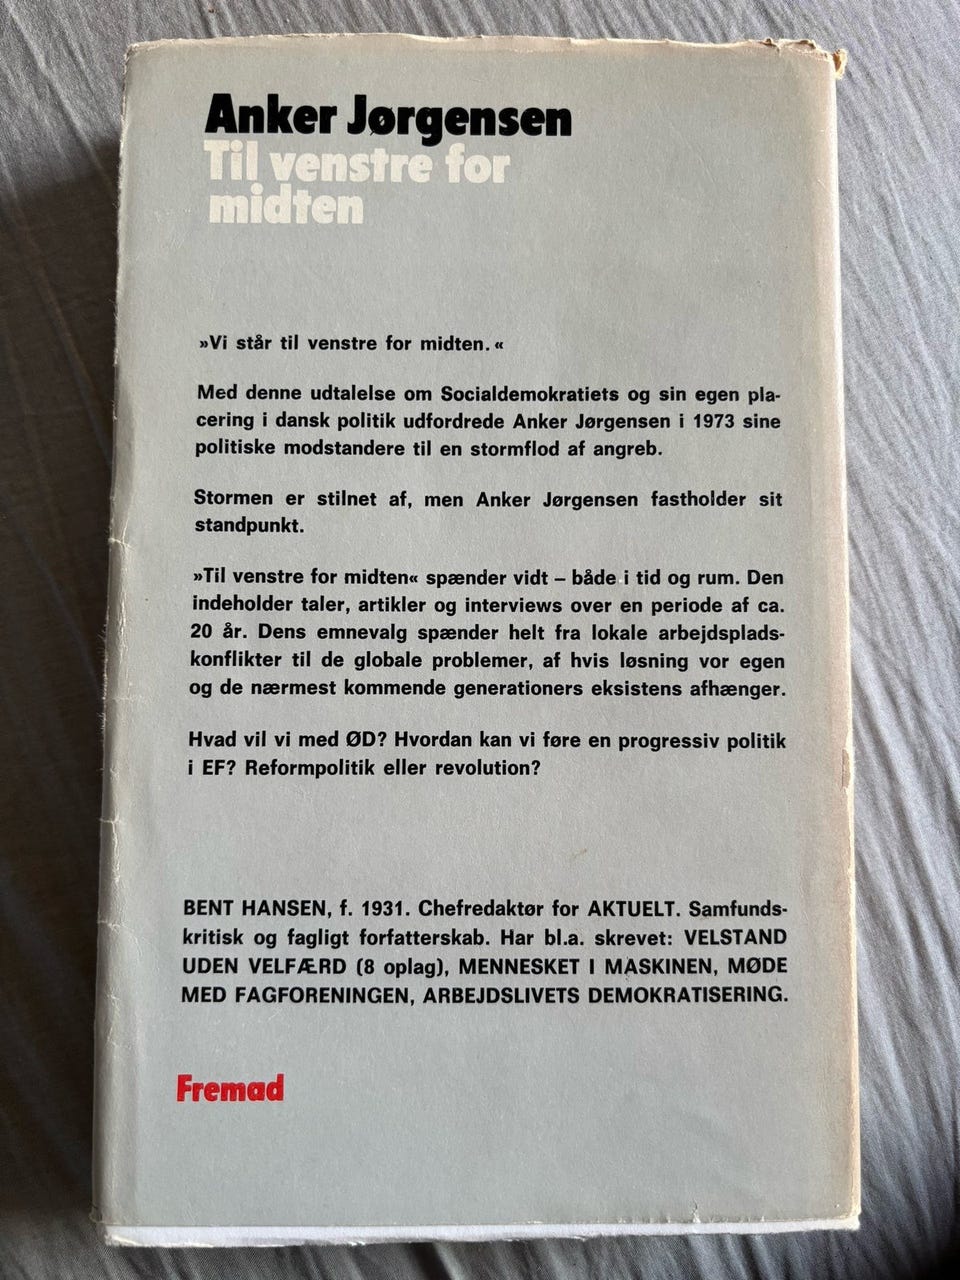 Anker Jørgensen
Til venstre for
midten
»Vi står til venstre for midten.«
Med denne udtalelse om Socialdemokratiets og sin egen pla-
cering i dansk politik udfordrede Anker Jørgensen i 1973 sine
politiske modstandere til en stormflod af angreb.
Stormen er stilnet af, men Anker Jørgensen fastholder sit
standpunkt.
»Til venstre for midten« spænder vidt – både i tid og rum. Den
indeholder taler, artikler og interviews over en periode af ca.
20 år. Dens emnevalg spænder helt fra lokale arbejdsplads-
konflikter til de globale problemer, af hvis løsning vor egen
og de nærmest kommende generationers eksistens afhænger.
Hvad vil vi med ØD? Hvordan kan vi føre en progressiv politik
i EF? Reformpolitik eller revolution?
BENT HANSEN, f. 1931. Chefredaktør for AKTUELT. Samfunds-
kritisk og fagligt forfatterskab. Har bl.a. skrevet: VELSTAND
UDEN VELFÆRD (8 oplag), MENNESKET I MASKINEN, MØDE
MED FAGFORENINGEN, ARBEJDSLIVETS DEMOKRATISERING.
Fremad